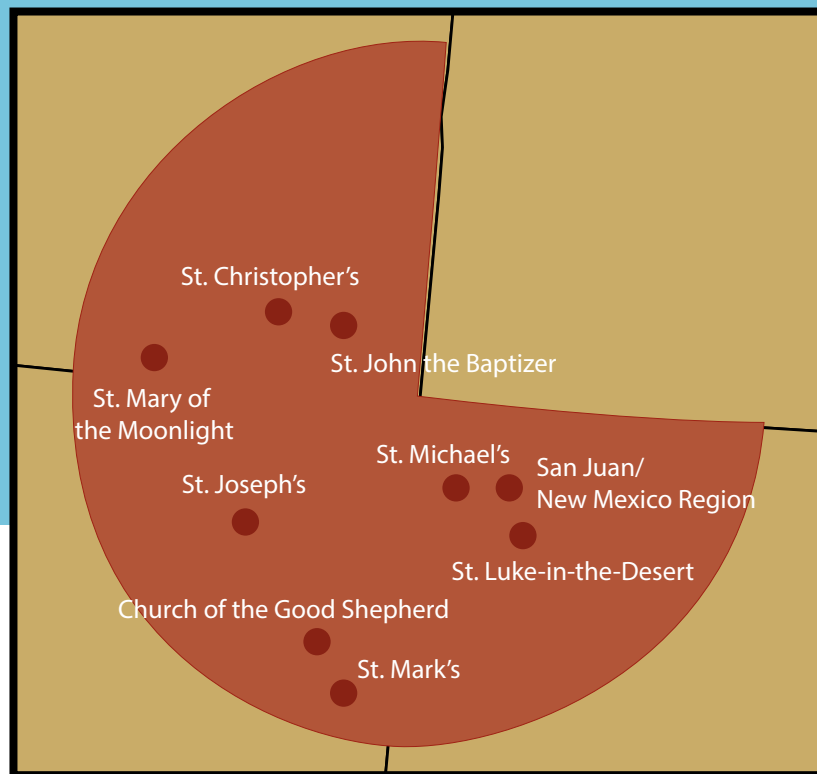 St. Christopher’s
St. John the Baptizer
St. Mary of
the Moonlight
St. Michael’s
San Juan/
New Mexico Region
St. Joseph’s
St. Luke-in-the-Desert
Church of the Good Shepherd
St. Mark’s